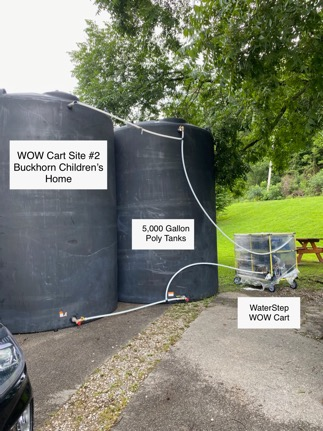 WOW Cart Site #2
Buckhorn Children's
Home
5,000 Gallon
Poly Tanks
WaterStep
WOW Cart